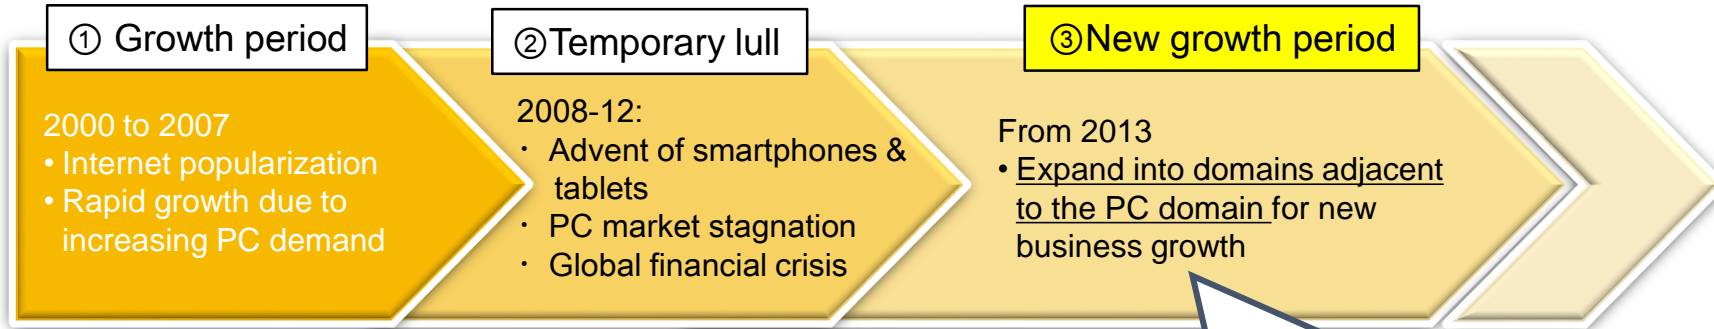 ① Growth period
2000 to 2007
• Internet popularization
• Rapid growth due to
increasing PC demand
②Temporary lull
2008-12:
・ Advent of smartphones &
tablets
・ PC market stagnation
・ Global financial crisis
③New growth period
From 2013
• Expand into domains adjacent
to the PC domain for new
business growth